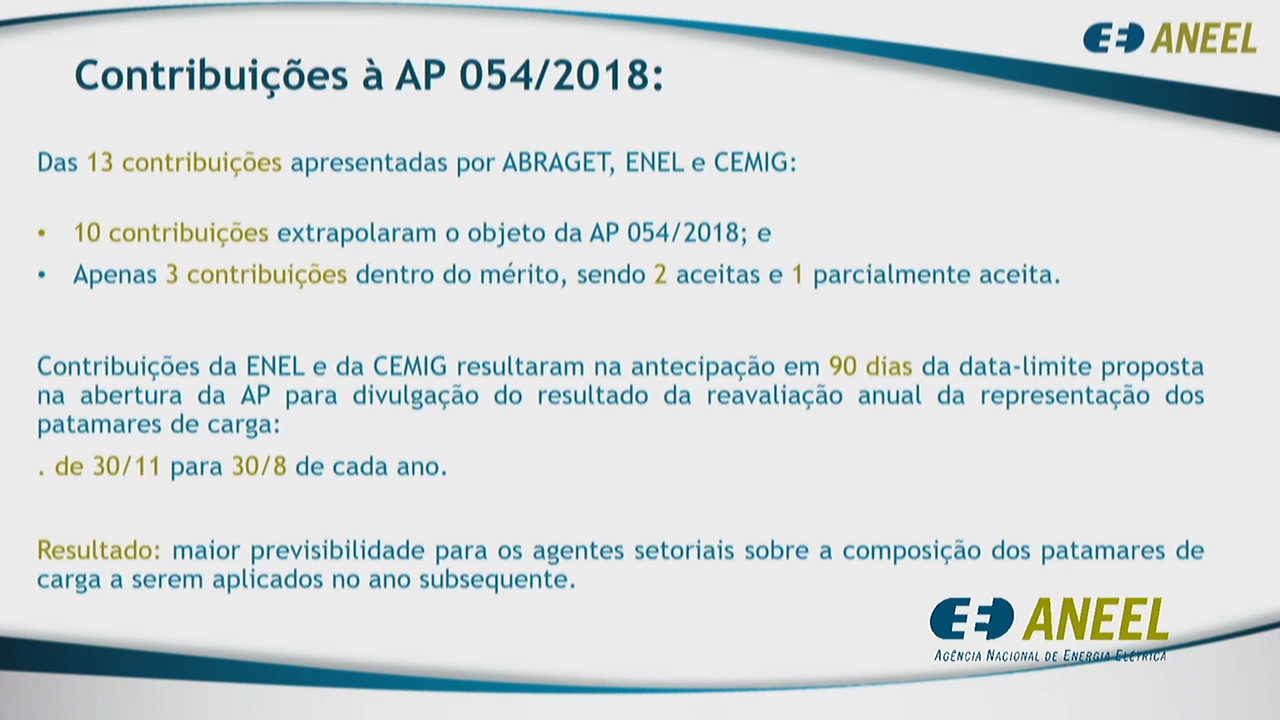 ANEEL
Contribuições à AP 054/2018:
Das 13 contribuições apresentadas por ABRAGET, ENEL e CEMIG:
• 10 contribuições extrapolaram o objeto da AP 054/2018; e
• Apenas 3 contribuições dentro do mérito, sendo 2 aceitas e 1 parcialmente aceita.
Contribuições da ENEL e da CEMIG resultaram na antecipação em 90 dias da data-limite proposta
na abertura da AP para divulgação do resultado da reavaliação anual da representação dos
patamares de carga:
. de 30/11 para 30/8 de cada ano.
Resultado: maior previsibilidade para os agentes setoriais sobre a composição dos patamares de
carga a serem aplicados no ano subsequente.
ANEEL
AGÊNCIA NACIONAL DE ENERGIA ELÉTRICA